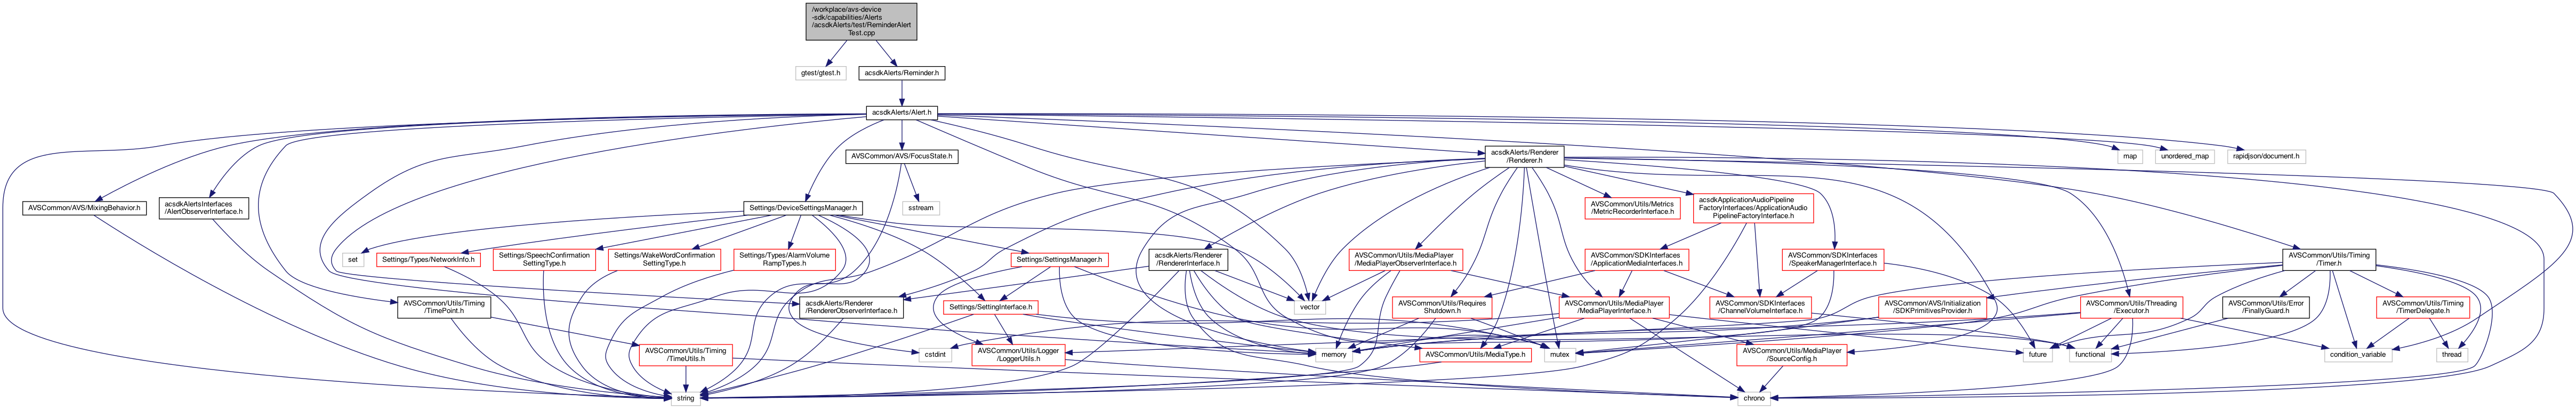 /workplace/avs-device
-sdk/capabilities/Alerts
/acsdkAlerts/test/ReminderAlert
Test.cpp
gtest/gtest.h
acsdkAlerts/Reminder.h
acsdkAlerts/Alert.h
AVSCommon/AVS/FocusState.h
acsdkAlerts/Renderer
/Renderer.h
map
unordered_map
rapidjson/document.h
AVSCommon/AVS/MixingBehavior.h
acsdkAlertsInterfaces
/AlertObserverInterface.h
Settings/DeviceSettingsManager.h
sstream
AVSCommon/Utils/Metrics
/MetricRecorderInterface.h
acsdkApplicationAudioPipeline
FactoryInterfaces/ApplicationAudio
PipelineFactoryInterface.h
set
Settings/Types/NetworkInfo.h
Settings/SpeechConfirmation
SettingType.h
Settings/WakeWordConfirmation
SettingType.h
Settings/Types/AlarmVolume
RampTypes.h
Settings/SettingsManager.h
acsdkAlerts/Renderer
/RendererInterface.h
AVSCommon/Utils/MediaPlayer
/MediaPlayerObserverInterface.h
AVSCommon/SDKInterfaces
/ApplicationMediaInterfaces.h
AVSCommon/SDKInterfaces
/SpeakerManagerInterface.h
AVSCommon/Utils/Timing
/Timer.h
AVSCommon/Utils/Timing
/TimePoint.h
acsdkAlerts/Renderer
/RendererObserverInterface.h
Settings/SettingInterface.h
vector
AVSCommon/Utils/Requires
Shutdown.h
AVSCommon/Utils/MediaPlayer
/MediaPlayerInterface.h
AVSCommon/SDKInterfaces
/ChannelVolumeInterface.h
AVSCommon/AVS/Initialization
/SDKPrimitivesProvider.h
AVSCommon/Utils/Threading
/Executor.h
AVSCommon/Utils/Error
/FinallyGuard.h
AVSCommon/Utils/Timing
/TimerDelegate.h
AVSCommon/Utils/Timing
/TimeUtils.h
cstdint
AVSCommon/Utils/Logger
/LoggerUtils.h
memory
AVSCommon/Utils/MediaType.h
mutex
AVSCommon/Utils/MediaPlayer
/SourceConfig.h
future
functional
condition_variable
thread
string
chrono